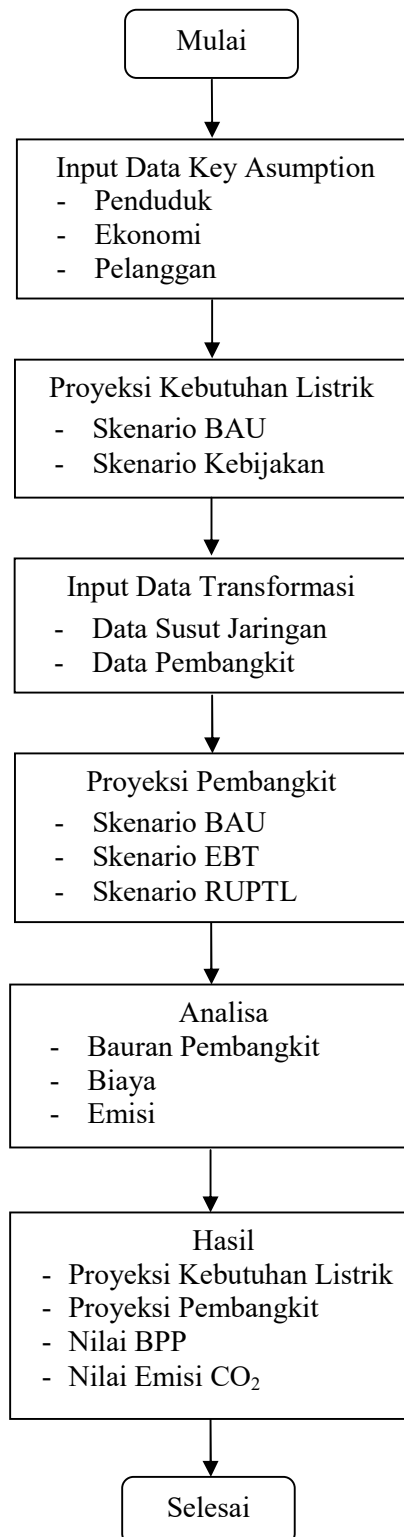 Mulai
Input Data Key Asumption
- Penduduk
- Ekonomi
- Pelanggan
Proyeksi Kebutuhan Listrik
- Skenario BAU
- Skenario Kebijakan
Input Data Transformasi
- Data Susut Jaringan
- Data Pembangkit
Proyeksi Pembangkit
- Skenario BAU
- Skenario EBT
- Skenario RUPTL
Analisa
- Bauran Pembangkit
- Biaya
- Emisi
Hasil
- Proyeksi Kebutuhan Listrik
- Proyeksi Pembangkit
- Nilai BPP
- Nilai Emisi CO₂
Selesai